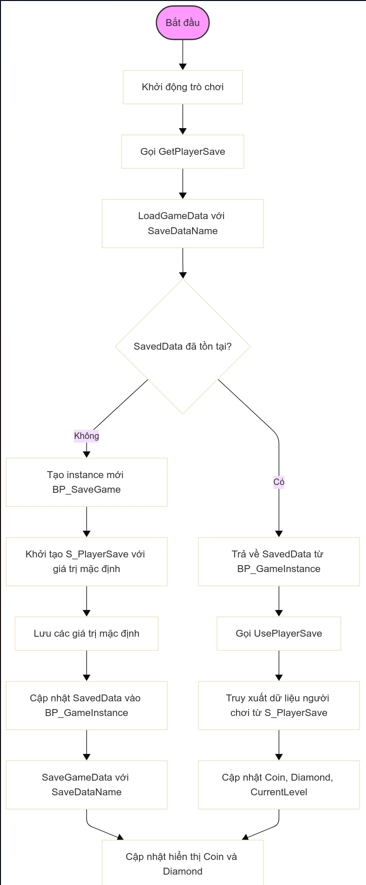 Bắt đầu
Khởi động trò chơi
Gọi GetPlayerSave
LoadGameData với
SaveDataName
SavedData đã tồn tại?
Không
Có
Tạo instance mới
BP_SaveGame
Khởi tạo S_PlayerSave với
giá trị mặc định
Lưu các giá trị mặc định
Cập nhật SavedData vào
BP_GameInstance
SaveGameData với
SaveDataName
Trả về SavedData từ
BP_GameInstance
Gọi UsePlayerSave
Truy xuất dữ liệu người
chơi từ S_PlayerSave
Cập nhật Coin, Diamond,
CurrentLevel
Cập nhật hiển thị Coin và
Diamond